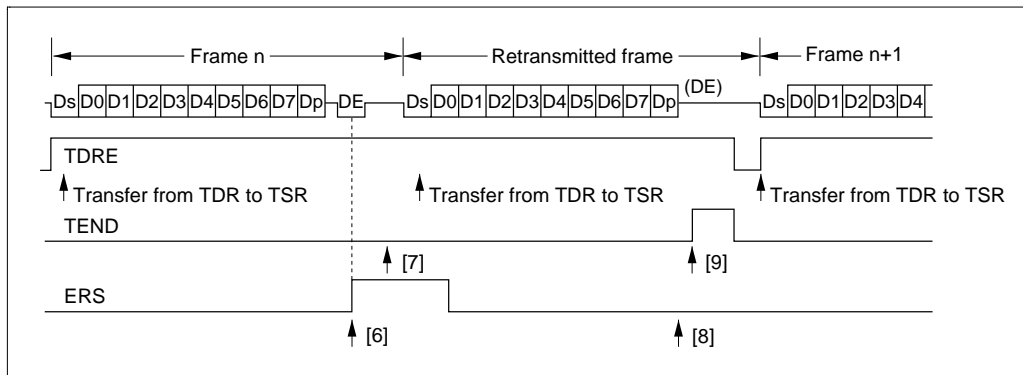 Frame n Retransmitted frame Frame n+1
Ds D0 D1 D2 D3 D4 D5 D6 D7 Dp DE Ds D0 D1 D2 D3 D4 D5 D6 D7 Dp (DE) Ds D0 D1 D2 D3 D4
TDRE
Transfer from TDR to TSR Transfer from TDR to TSR Transfer from TDR to TSR
TEND
[7] [9]
ERS
[6] [8]